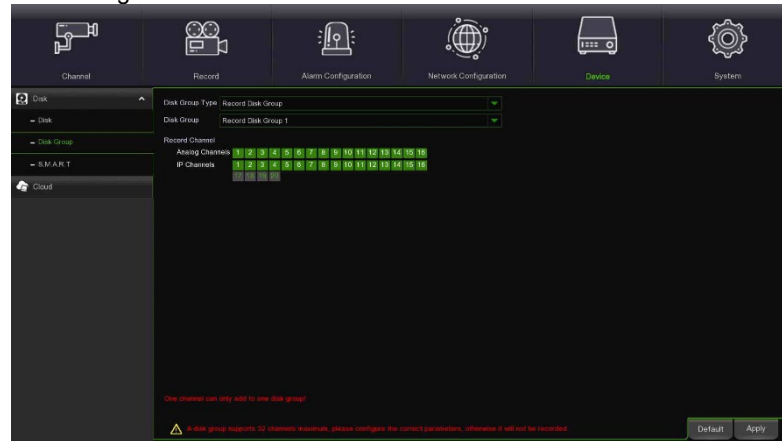 Channel
Record
Alarm Configuration
Network Configuration
Device
System
Disk
Disk
Disk Group
S.M.A.R.T
Cloud
Disk Group Type Record Disk Group
Disk Group Record Disk Group 1
Record Channel
Analog Channels 1 2 3 4 5 6 7 8 9 10 11 12 13 14 15 16
IP Channels 1 2 3 4 5 6 7 8 9 10 11 12 13 14 15 16
17 18 19 20
One channel can only add to one disk group!
A disk group supports 32 channels maximum, please configure the correct parameters, otherwise it will not be recorded.
Default Apply